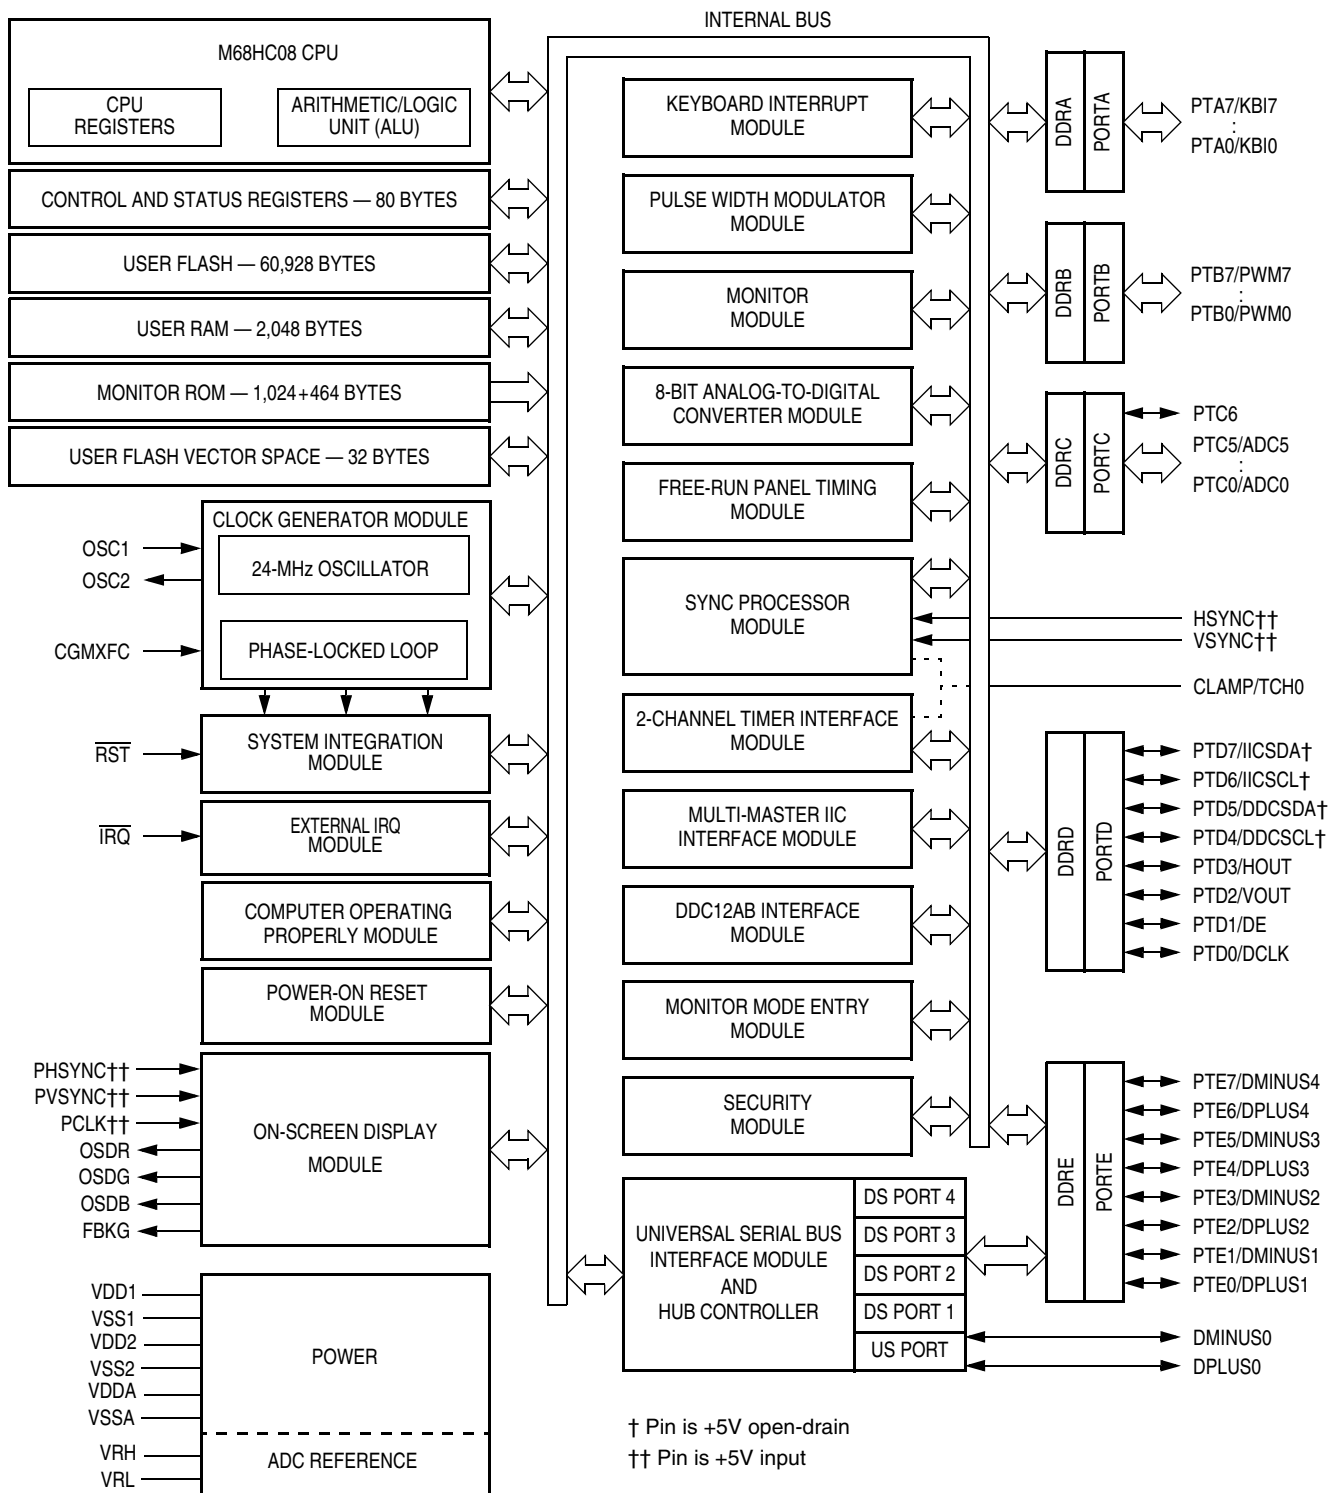 INTERNAL BUS
M68HC08 CPU
CPU
REGISTERS
ARITHMETIC/LOGIC
UNIT (ALU)
CONTROL AND STATUS REGISTERS — 80 BYTES
USER FLASH — 60,928 BYTES
USER RAM — 2,048 BYTES
MONITOR ROM — 1,024+464 BYTES
USER FLASH VECTOR SPACE — 32 BYTES
CLOCK GENERATOR MODULE
24-MHz OSCILLATOR
PHASE-LOCKED LOOP
OSC1
OSC2
CGMXFC
SYSTEM INTEGRATION
MODULE
RST
EXTERNAL IRQ
MODULE
IRQ
COMPUTER OPERATING
PROPERLY MODULE
POWER-ON RESET
MODULE
ON-SCREEN DISPLAY
MODULE
PHSYNC††
PVSYNC††
PCLK††
OSDR
OSDG
OSDB
FBKG
POWER
VDD1
VSS1
VDD2
VSS2
VDDA
VSSA
ADC REFERENCE
VRH
VRL
KEYBOARD INTERRUPT
MODULE
PULSE WIDTH MODULATOR
MODULE
MONITOR
MODULE
8-BIT ANALOG-TO-DIGITAL
CONVERTER MODULE
FREE-RUN PANEL TIMING
MODULE
SYNC PROCESSOR
MODULE
2-CHANNEL TIMER INTERFACE
MODULE
MULTI-MASTER IIC
INTERFACE MODULE
DDC12AB INTERFACE
MODULE
MONITOR MODE ENTRY
MODULE
SECURITY
MODULE
UNIVERSAL SERIAL BUS
INTERFACE MODULE
AND
HUB CONTROLLER
DS PORT 4
DS PORT 3
DS PORT 2
DS PORT 1
US PORT
DDRA
PORTA
PTA7/KBI7
:
PTA0/KBI0
DDRB
PORTB
PTB7/PWM7
:
PTB0/PWM0
DDRC
PORTC
PTC6
PTC5/ADC5
:
PTC0/ADC0
HSYNC††
VSYNC††
CLAMP/TCH0
DDRD
PORTD
PTD7/IICSDA†
PTD6/IICSCL†
PTD5/DDCSDA†
PTD4/DDCSCL†
PTD3/HOUT
PTD2/VOUT
PTD1/DE
PTD0/DCLK
DDRE
PORTE
PTE7/DMINUS4
PTE6/DPLUS4
PTE5/DMINUS3
PTE4/DPLUS3
PTE3/DMINUS2
PTE2/DPLUS2
PTE1/DMINUS1
PTE0/DPLUS1
DMINUS0
DPLUS0
† Pin is +5V open-drain
†† Pin is +5V input